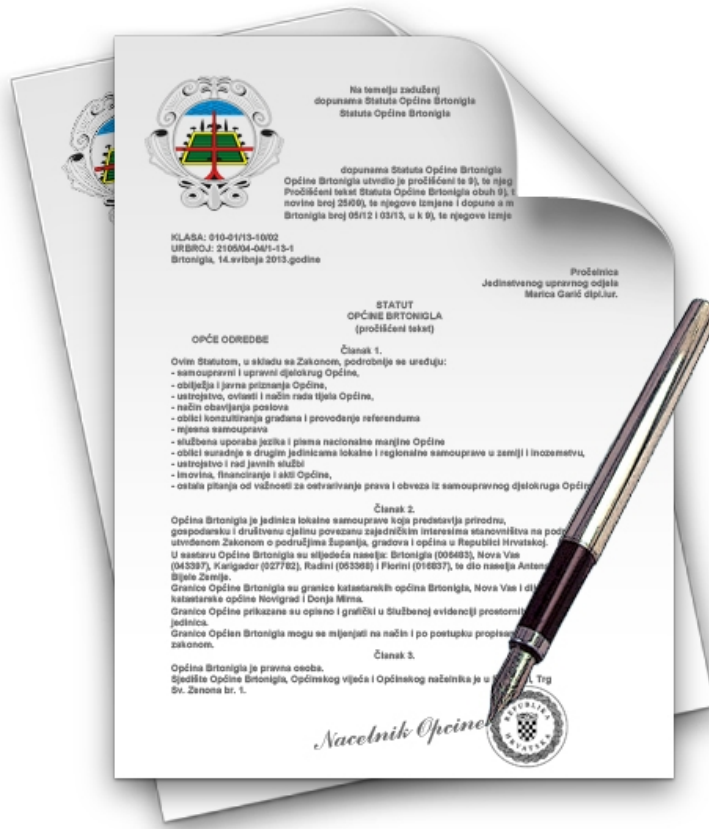 Na temelju zaduženj
dopunama Statuta Općine Brtonigla
Statuta Općine Brtonigla
dopunama Statuta Općine Brtonigla
Općine Brtonigla utvrdio je pročišćeni te 9), te njeg
Pročišćeni tekst Statuta Općine Brtonigla obuh 9), t
novine broj 25/09), te njegove izmjene i dopune a m
Brtonigla broj 05/12 i 03/13, u k 9), te njegove izmje
KLASA: 010-01/13-10/02
URBROJ: 2105/04-04/1-13-1
Brtonigla, 14.svibnja 2013.godine
Pročelnica
Jedinstvenog upravnog odjela
Marica Garić dipl.iur.
STATUT
OPĆINE BRTONIGLA
(pročišćeni tekst)
OPĆE ODREDBE
Članak 1.
Ovim Statutom, u skladu sa Zakonom, podrobnije se uređuju:
- samoupravni i upravni djelokrug Općine,
- obilježja i javna priznanja Općine,
- ustrojstvo, ovlasti i način rada tijela Općine,
- način obavljanja poslova
- oblici konzultiranja građana i provođenje referenduma
- mjesna samouprava
- službena uporaba jezika i pisma nacionalne manjine Općine
- oblici suradnje s drugim jedinicama lokalne i regionalne samouprave u zemlji i inozemstvu,
- ustrojstvo i rad javnih službi
- imovina, financiranje i akti Općine,
- ostala pitanja od važnosti za ostvarivanje prava i obveza iz samoupravnog djelokruga Općin
Članak 2.
Općina Brtonigla je jedinica lokalne samouprave koja predstavlja prirodnu,
gospodarsku i društvenu cjelinu povezanu zajedničkim interesima stanovništva na pod
utvrđenom Zakonom o područjima županija, gradova i općina u Republici Hrvatskoj.
U sastavu Općine Brtonigla su slijedeća naselja: Brtonigla (006483), Nova Vas
(043397), Karigador (027782), Radini (053368) i Fiorini (016837), te dio naselja Anten
Bijele Zemlje.
Granice Općine Brtonigla su granice katastarskih općina Brtonigla, Nova Vas i di
katastarske općine Novigrad i Donja Mirna.
Granice Općine prikazane su opisno i grafički u Službenoj evidenciji prostornih
jedinica.
Granice Općien Brtonigla mogu se mijenjati na način i po postupku propisa
zakonom.
Članak 3.
Općina Brtonigla je pravna osoba.
Sjedište Općine Brtonigla, Općinskog vijeća i Općinskog načelnika je u Trg
Sv. Zenona br. 1.
Nacelnik Opcine
REPUBLIKA
HRVATSKA